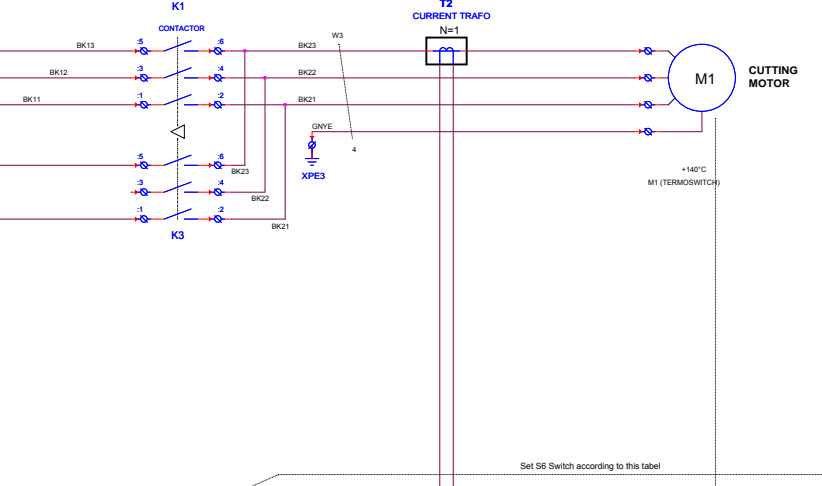 K1
T2
CURRENT TRAFO
CONTACTOR
N=1
W3
BK13
:5
:6
BK23
BK12
:3
:4
BK22
M1
CUTTING
MOTOR
BK11
:1
:2
BK21
GNYE
4
:5
:6
BK23
XPE3
+140°C
M1 (TERMOSWITCH)
:3
:4
BK22
:1
:2
BK21
K3
Set S6 Switch according to this tabel